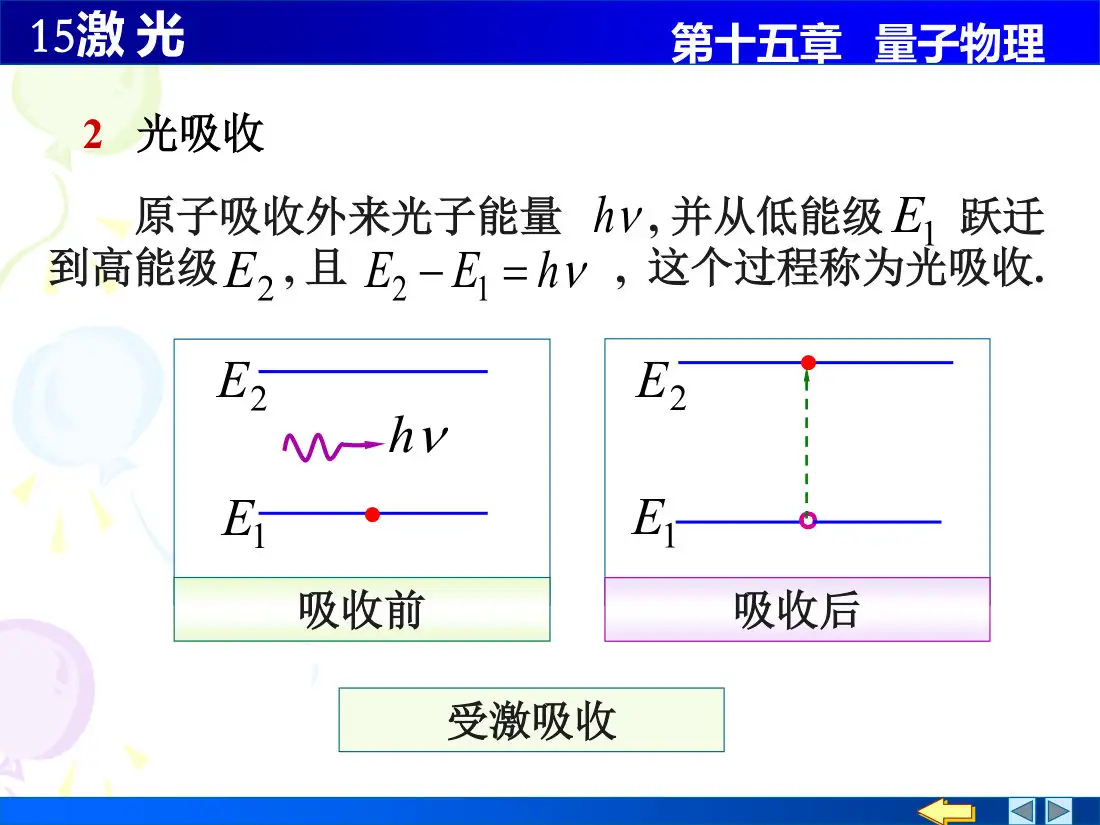 15激 光
第十五章 量子物理
2 光吸收
原子吸收外来光子能量 hν, 并从低能级 E₁ 跃迁
到高能级 E₂, 且 E₂ − E₁ = hν , 这个过程称为光吸收.
E₂
hν
E₁
吸收前
E₂
E₁
吸收后
受激吸收